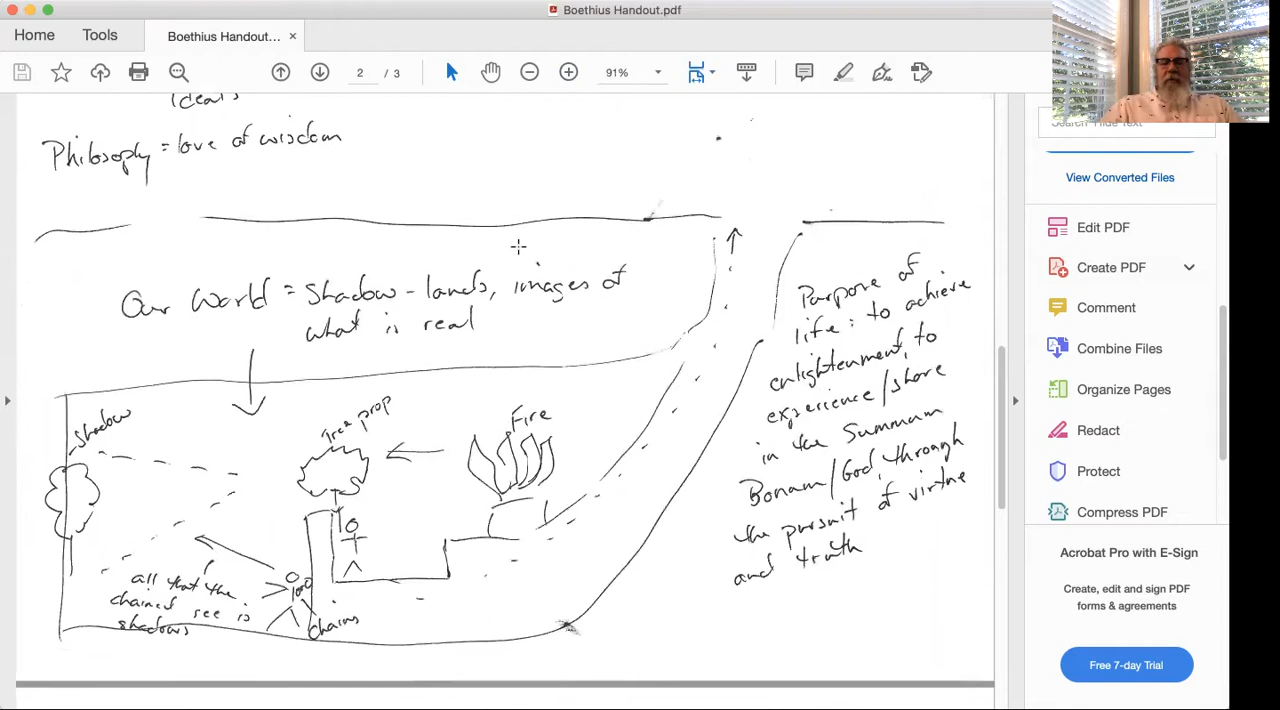 Boethius Handout.pdf
Home
Tools
Boethius Handout... ×
2 / 3
91%
Ideals
Philosophy = love of wisdom
Our World = Shadow-lands, images of
what is real
Shadow
Tree prop
Fire
all that the
chained see is
shadows
chains
Purpose of
life: to achieve
enlightenment, to
experience/share
in the Summum
Bonam/God, through
the pursuit of virtue
and truth
View Converted Files
Edit PDF
Create PDF
Comment
Combine Files
Organize Pages
Redact
Protect
Compress PDF
Acrobat Pro with E-Sign
Create, edit and sign PDF
forms & agreements
Free 7-day Trial